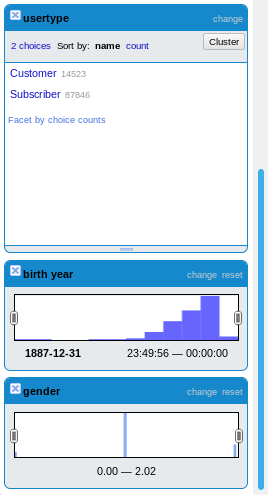 usertype change
2 choices Sort by: name count Cluster
Customer 14523
Subscriber 87846
Facet by choice counts
birth year change reset
1887-12-31 23:49:56 — 00:00:00
gender change reset
0.00 — 2.02